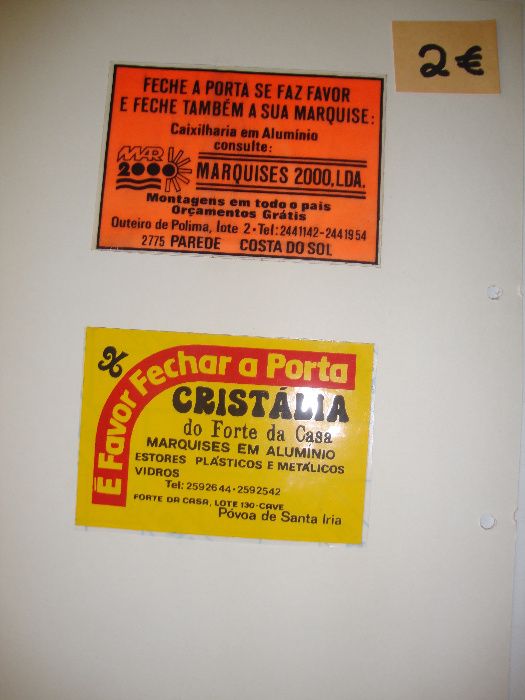 2€
FECHE A PORTA SE FAZ FAVOR
E FECHE TAMBÉM A SUA MARQUISE:
Caixilharia em Alumínio
consulte:
MAR
2000
MARQUISES 2000, LDA.
Montagens em todo o pais
Orçamentos Grátis
Outeiro de Polima, lote 2 • Tel: 2441142-2441954
2775 PAREDE COSTA DO SOL
É Favor Fechar a Porta
CRISTÁLIA
do Forte da Casa
MARQUISES EM ALUMÍNIO
ESTORES PLÁSTICOS E METÁLICOS
VIDROS
Tel: 2592644 • 2592542
FORTE DA CASA, LOTE 130 - CAVE
Póvoa de Santa Iria